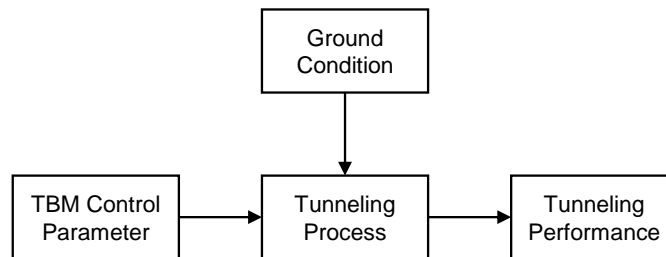 Ground
Condition
TBM Control
Parameter
Tunneling
Process
Tunneling
Performance